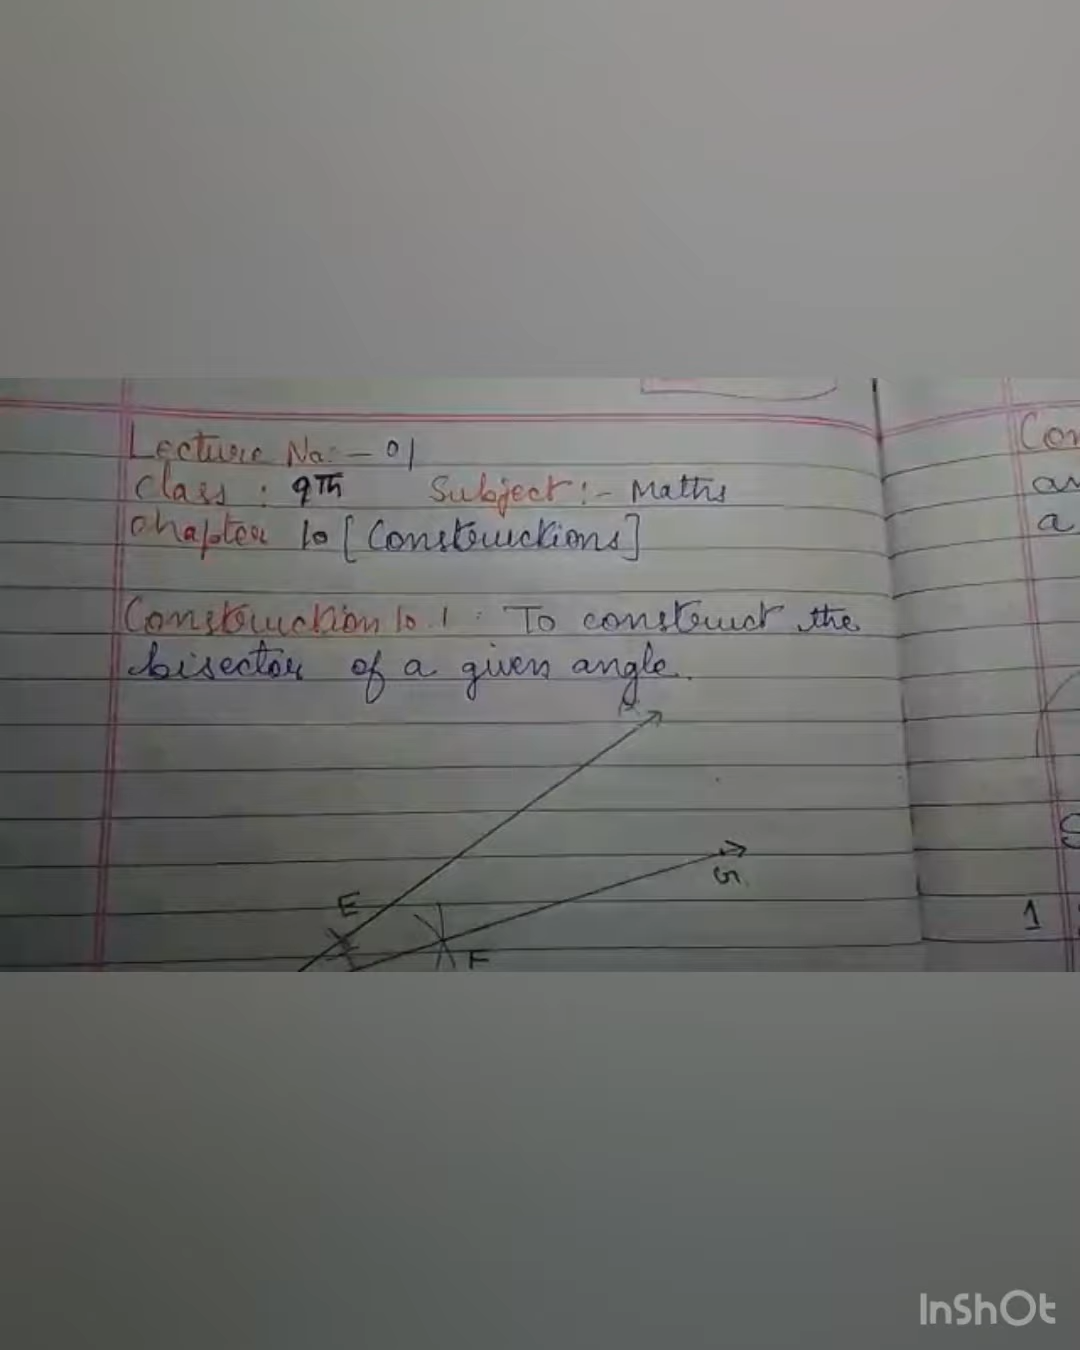 Lecture No:- 01
Class : 9Th Subject:- Maths
Chapter 10 [Constructions]
Construction 10.1 : To construct the
bisector of a given angle.
E
G
F
Con
a
1
InShOt